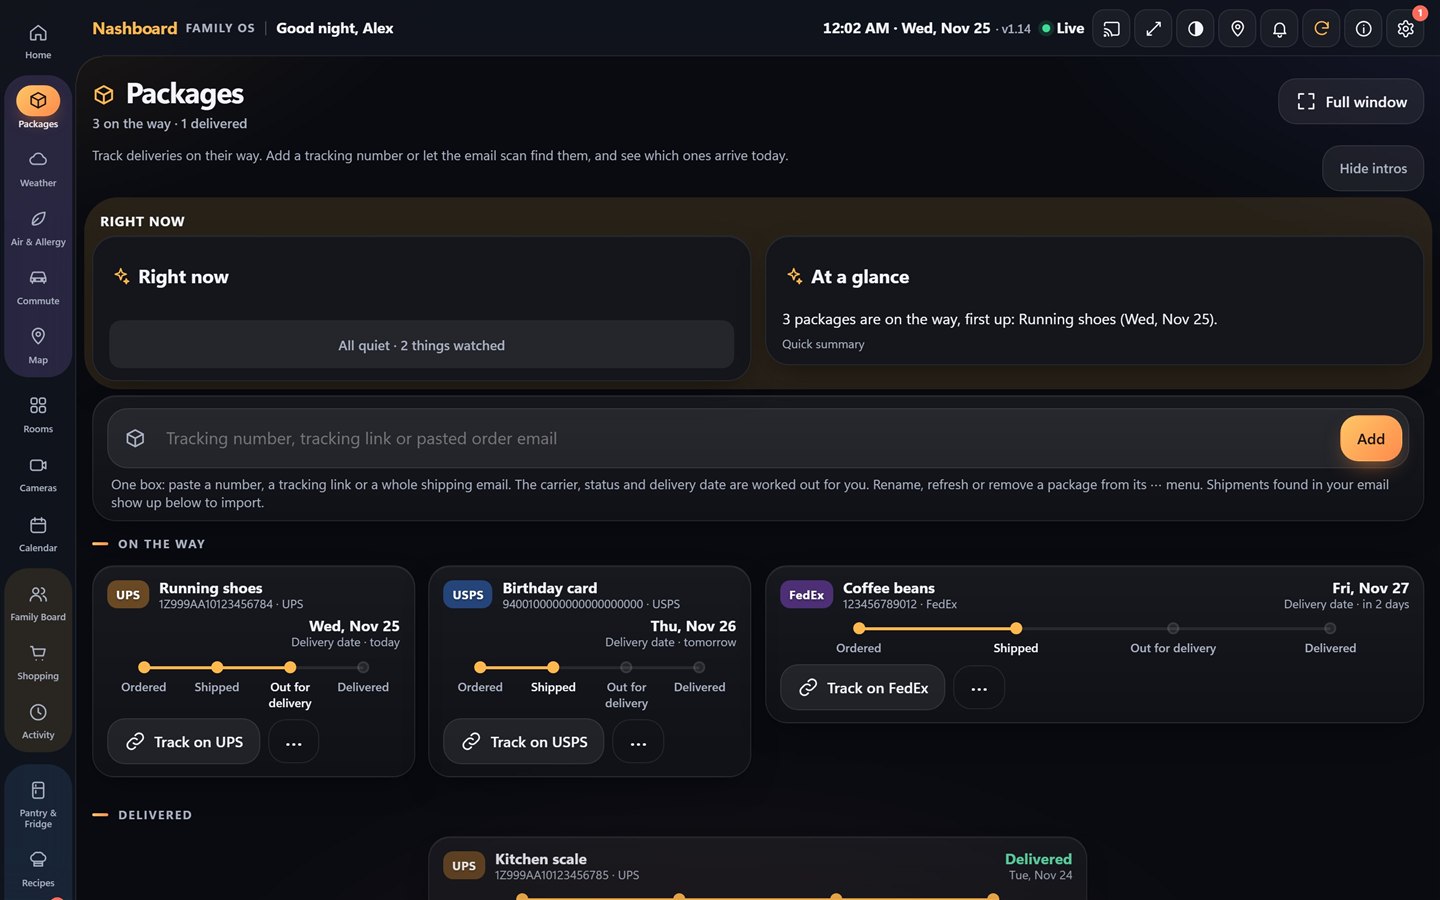 Nashboard FAMILY OS Good night, Alex
12:02 AM · Wed, Nov 25 · v1.14 Live
1
Home
Packages
Weather
Air & Allergy
Commute
Map
Rooms
Cameras
Calendar
Family Board
Shopping
Activity
Pantry & Fridge
Recipes
Packages
3 on the way · 1 delivered
Full window
Track deliveries on their way. Add a tracking number or let the email scan find them, and see which ones arrive today.
Hide intros
RIGHT NOW
Right now
All quiet · 2 things watched
At a glance
3 packages are on the way, first up: Running shoes (Wed, Nov 25).
Quick summary
Tracking number, tracking link or pasted order email
Add
One box: paste a number, a tracking link or a whole shipping email. The carrier, status and delivery date are worked out for you. Rename, refresh or remove a package from its ··· menu. Shipments found in your email
show up below to import.
ON THE WAY
UPS Running shoes
1Z999AA10123456784 · UPS
Wed, Nov 25
Delivery date · today
Ordered Shipped Out for delivery Delivered
Track on UPS ...
USPS Birthday card
9400100000000000000000 · USPS
Thu, Nov 26
Delivery date · tomorrow
Ordered Shipped Out for delivery Delivered
Track on USPS ...
FedEx Coffee beans
123456789012 · FedEx
Fri, Nov 27
Delivery date · in 2 days
Ordered Shipped Out for delivery Delivered
Track on FedEx ...
DELIVERED
UPS Kitchen scale
1Z999AA10123456785 · UPS
Delivered
Tue, Nov 24